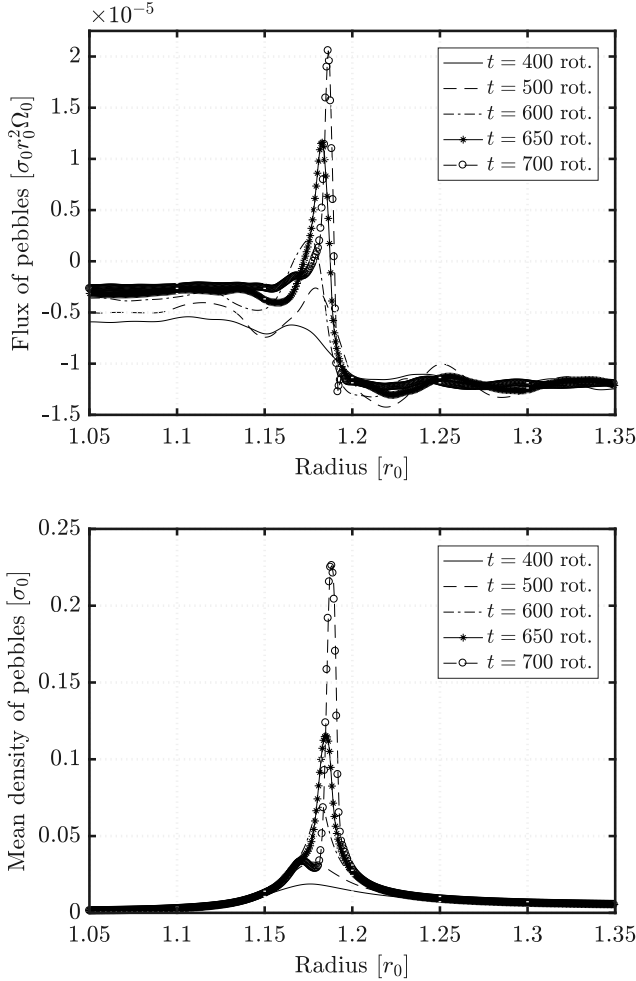 ×10⁻⁵
2
1.5
1
0.5
0
-0.5
-1
-1.5
Flux of pebbles [σ₀r₀²Ω₀]
t = 400 rot.
t = 500 rot.
t = 600 rot.
t = 650 rot.
t = 700 rot.
1.05 1.1 1.15 1.2 1.25 1.3 1.35
Radius [r₀]
0.25
0.2
0.15
0.1
0.05
0
Mean density of pebbles [σ₀]
t = 400 rot.
t = 500 rot.
t = 600 rot.
t = 650 rot.
t = 700 rot.
1.05 1.1 1.15 1.2 1.25 1.3 1.35
Radius [r₀]